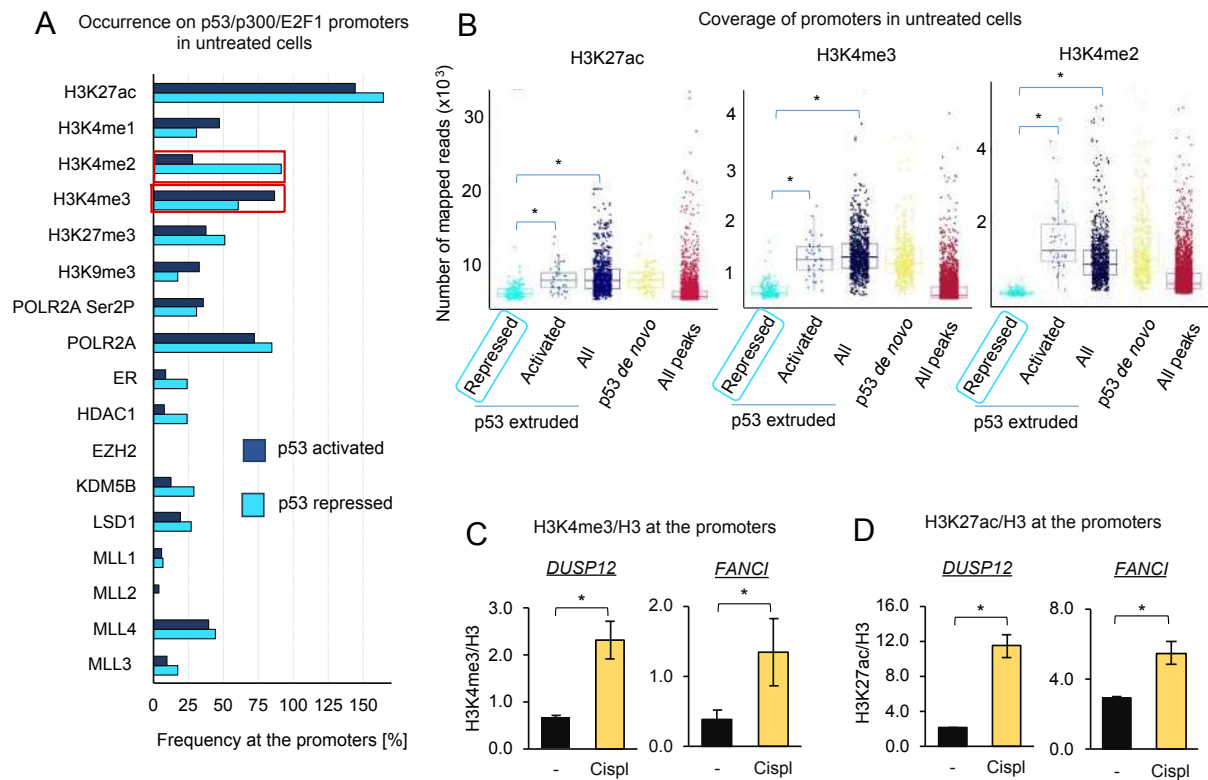 A
Occurrence on p53/p300/E2F1 promoters
in untreated cells
H3K27ac
H3K4me1
H3K4me2
H3K4me3
H3K27me3
H3K9me3
POLR2A Ser2P
POLR2A
ER
HDAC1
EZH2
KDM5B
LSD1
MLL1
MLL2
MLL4
MLL3
p53 activated
p53 repressed
0 25 50 75 100 125 150
Frequency at the promoters [%]
B
Coverage of promoters in untreated cells
H3K27ac
H3K4me3
H3K4me2
Number of mapped reads (x10³)
30
20
10
* *
Repressed
Activated
All
p53 de novo
All peaks
p53 extruded
4
3
2
1
* *
Repressed
Activated
All
p53 de novo
All peaks
p53 extruded
4
2
* *
Repressed
Activated
All
p53 de novo
All peaks
p53 extruded
C
H3K4me3/H3 at the promoters
DUSP12
FANCI
H3K4me3/H3
3.0
2.0
1.0
0.0
*
- Cispl
2.0
1.0
0.0
*
- Cispl
D
H3K27ac/H3 at the promoters
DUSP12
FANCI
H3K27ac/H3
16.0
12.0
8.0
4.0
0.0
*
- Cispl
8.0
4.0
0.0
*
- Cispl